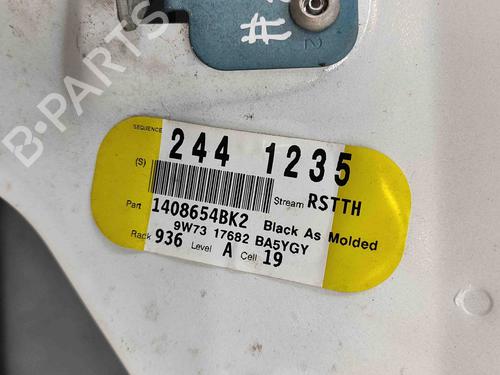 #
2
B-PARTS
SEQUENCE
244 1235
(S)
Stream RSTTH
Part 1408654BK2 Black As Molded
9W73 17682 BA5YGY
Rack 936 Level A Cell 19